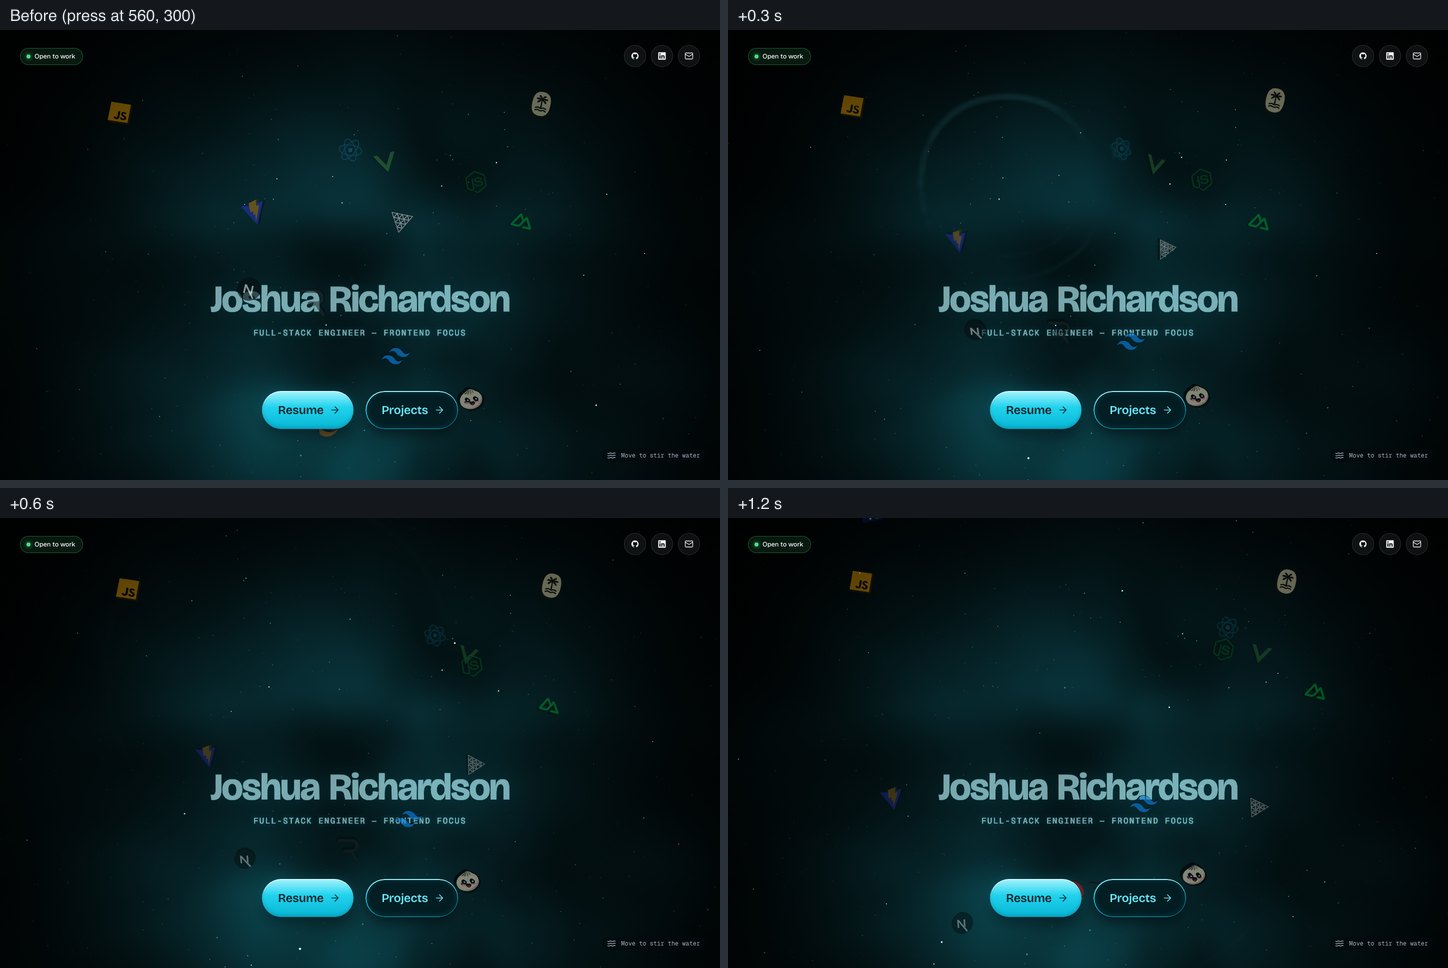 Before (press at 560, 300)
Open to work
JS
JS
N
Joshua Richardson
FULL-STACK ENGINEER — FRONTEND FOCUS
Resume →
Projects →
Move to stir the water
+0.3 s
Open to work
JS
JS
Joshua Richardson
N
FULL-STACK ENGINEER — FRONTEND FOCUS
Resume →
Projects →
Move to stir the water
+0.6 s
Open to work
JS
JS
Joshua Richardson
FULL-STACK ENGINEER — FRONTEND FOCUS
N
Resume →
Projects →
Move to stir the water
+1.2 s
Open to work
JS
JS
Joshua Richardson
FULL-STACK ENGINEER — FRONTEND FOCUS
Resume →
Projects →
N
Move to stir the water